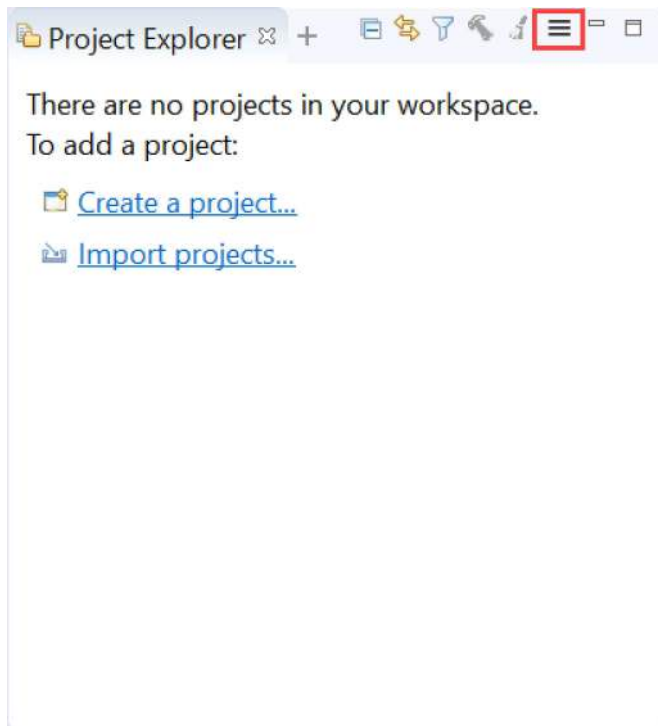 Project Explorer
There are no projects in your workspace.
To add a project:
Create a project...
Import projects...